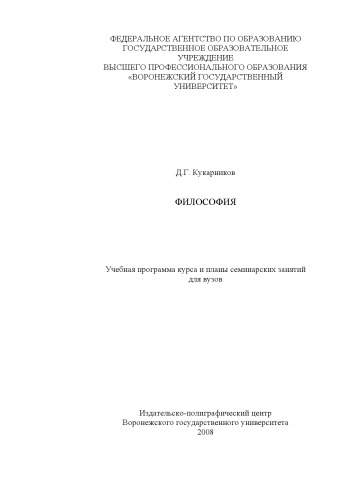 ФЕДЕРАЛЬНОЕ АГЕНТСТВО ПО ОБРАЗОВАНИЮ
ГОСУДАРСТВЕННОЕ ОБРАЗОВАТЕЛЬНОЕ
УЧРЕЖДЕНИЕ
ВЫСШЕГО ПРОФЕССИОНАЛЬНОГО ОБРАЗОВАНИЯ
«ВОРОНЕЖСКИЙ ГОСУДАРСТВЕННЫЙ
УНИВЕРСИТЕТ»
Д.Г. Кукарников
ФИЛОСОФИЯ
Учебная программа курса и планы семинарских занятий
для вузов
Издательско-полиграфический центр
Воронежского государственного университета
2008